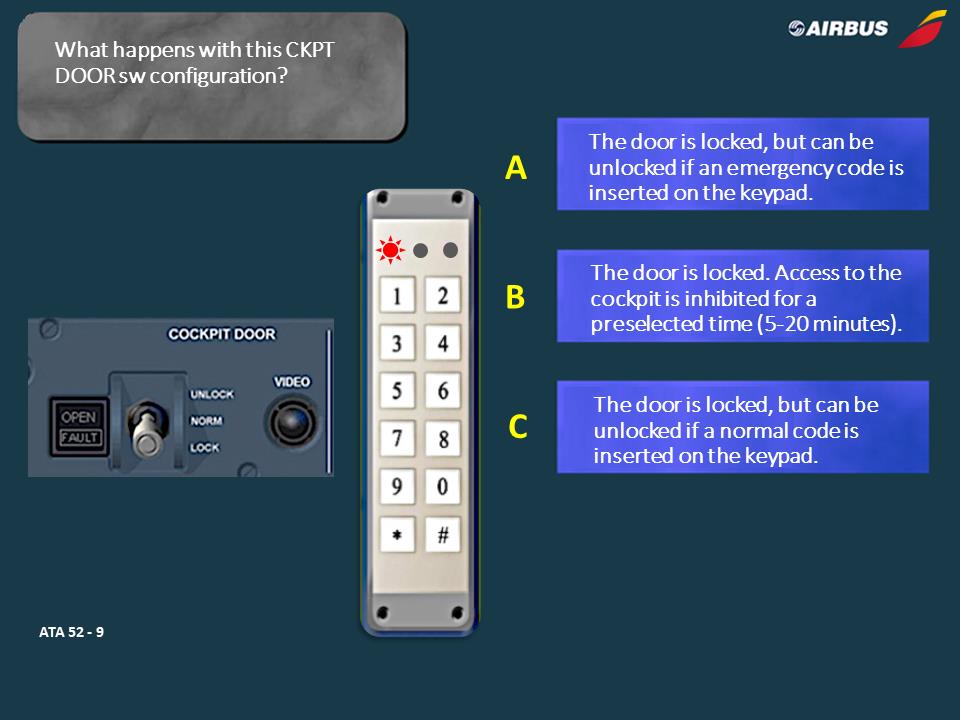 What happens with this CKPT
DOOR sw configuration?
AIRBUS
A
The door is locked, but can be
unlocked if an emergency code is
inserted on the keypad.
B
The door is locked. Access to the
cockpit is inhibited for a
preselected time (5-20 minutes).
C
The door is locked, but can be
unlocked if a normal code is
inserted on the keypad.
COCKPIT DOOR
UNLOCK
NORM
LOCK
VIDEO
OPEN
FAULT
1 2
3 4
5 6
7 8
9 0
* #
ATA 52 - 9